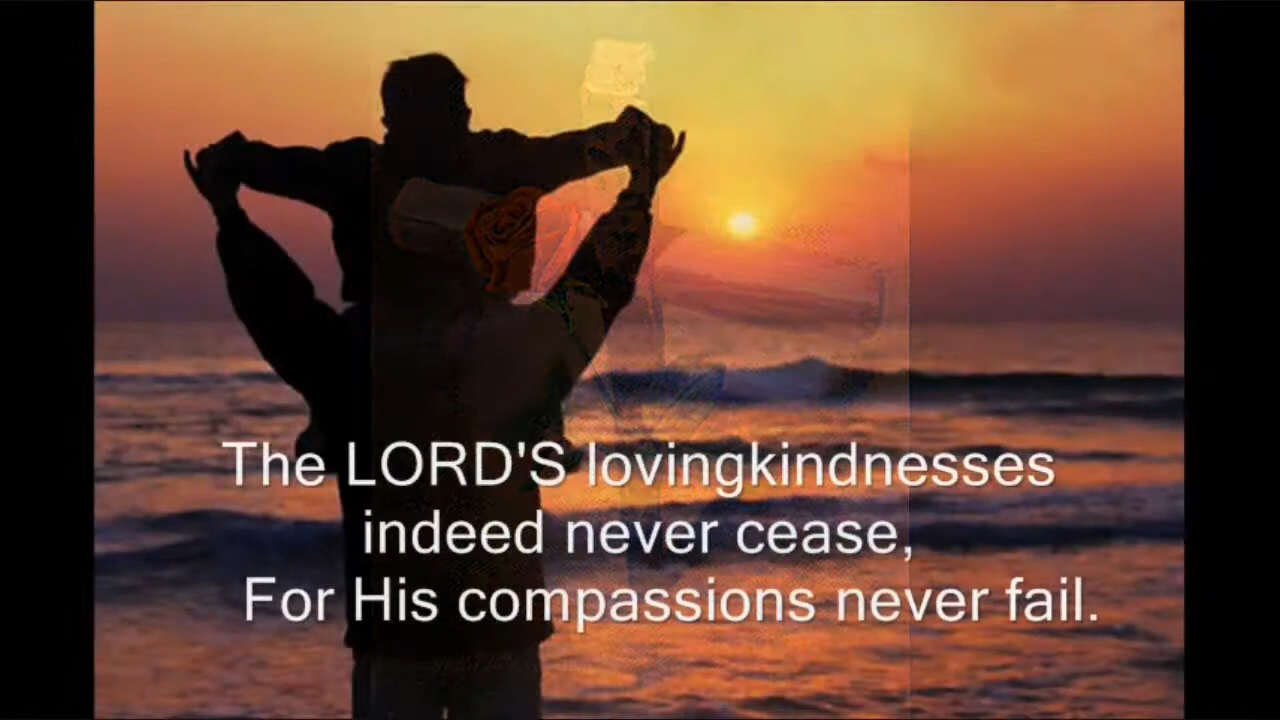 The LORD'S lovingkindnesses
indeed never cease,
For His compassions never fail.